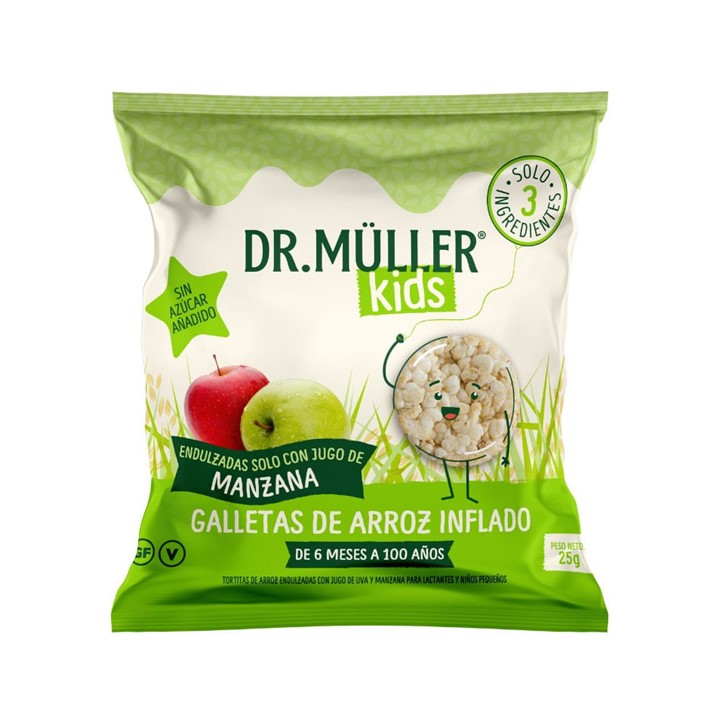 SOLO
3
INGREDIENTES
DR.MÜLLER®
kids
SIN
AZÚCAR
AÑADIDO
ENDULZADAS SOLO CON JUGO DE
MANZANA
GALLETAS DE ARROZ INFLADO
DE 6 MESES A 100 AÑOS
GF V
PESO NETO:
25g
TORTITAS DE ARROZ ENDULZADAS CON JUGO DE UVA Y MANZANA PARA LACTANTES Y NIÑOS PEQUEÑOS